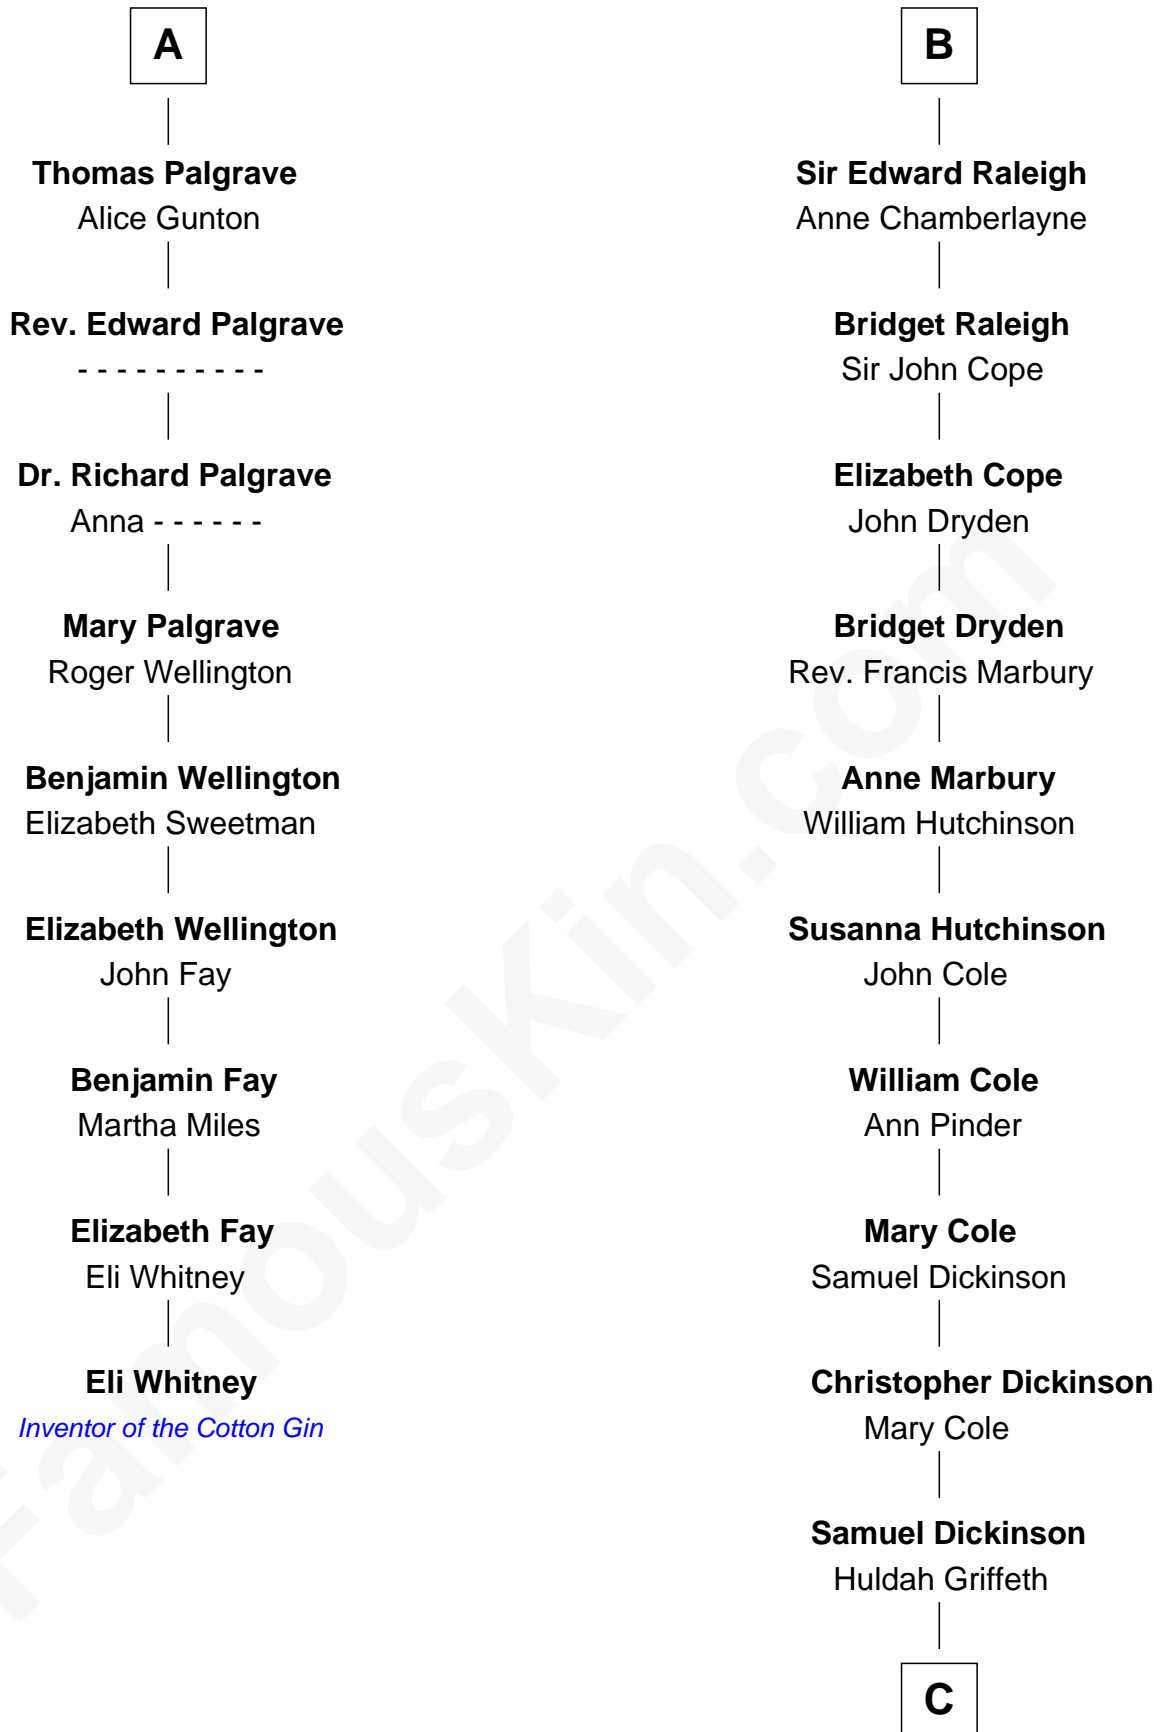 A
Thomas Palgrave
Alice Gunton
Rev. Edward Palgrave
- - - - - - - - - -
Dr. Richard Palgrave
Anna - - - - - -
Mary Palgrave
Roger Wellington
Benjamin Wellington
Elizabeth Sweetman
Elizabeth Wellington
John Fay
Benjamin Fay
Martha Miles
Elizabeth Fay
Eli Whitney
Eli Whitney
Inventor of the Cotton Gin
B
Sir Edward Raleigh
Anne Chamberlayne
Bridget Raleigh
Sir John Cope
Elizabeth Cope
John Dryden
Bridget Dryden
Rev. Francis Marbury
Anne Marbury
William Hutchinson
Susanna Hutchinson
John Cole
William Cole
Ann Pinder
Mary Cole
Samuel Dickinson
Christopher Dickinson
Mary Cole
Samuel Dickinson
Huldah Griffeth
C
FamousKin.com